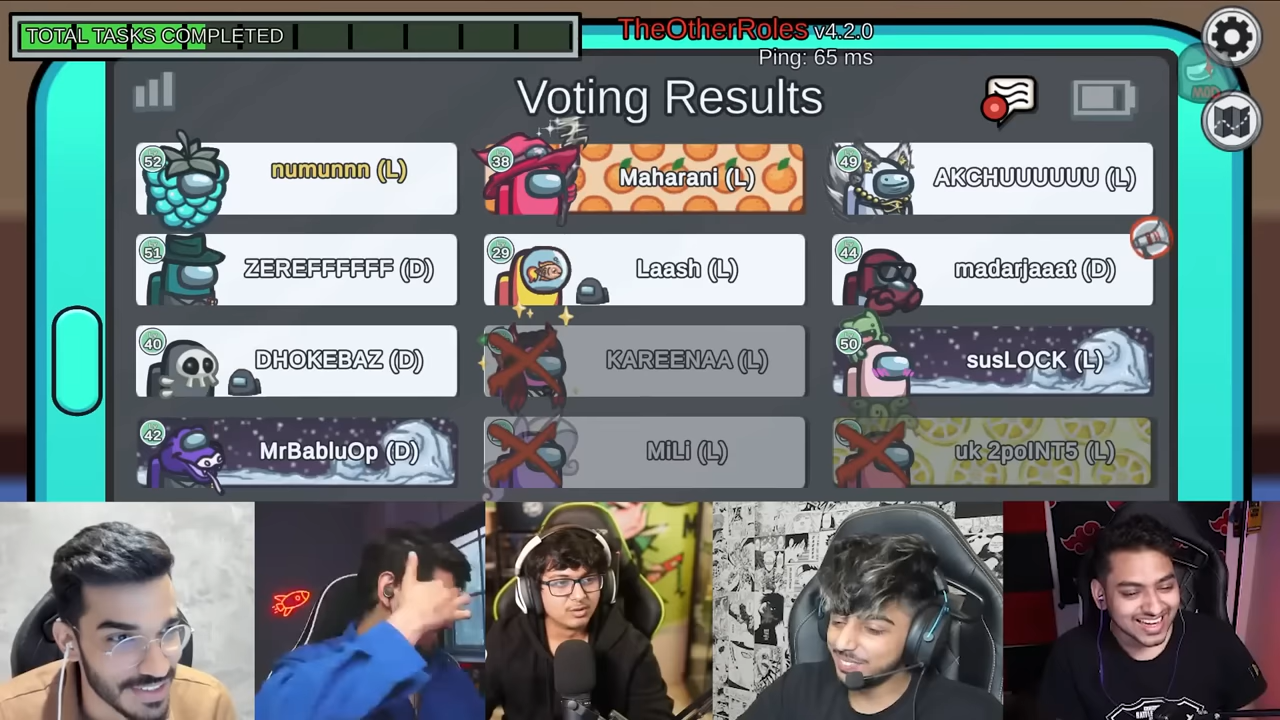 TOTAL TASKS COMPLETED
TheOtherRoles v4.2.0
Ping: 65 ms
MOD
Voting Results
52 numunnn (L)
38 Maharani (L)
49 AKCHUUUUUU (L)
51 ZEREFFFFFF (D)
29 Laash (L)
44 madarjaaat (D)
40 DHOKEBAZ (D)
KAREENAA (L)
50 susLOCK (L)
42 MrBabluOp (D)
MiLi (L)
uk 2poINT5 (L)